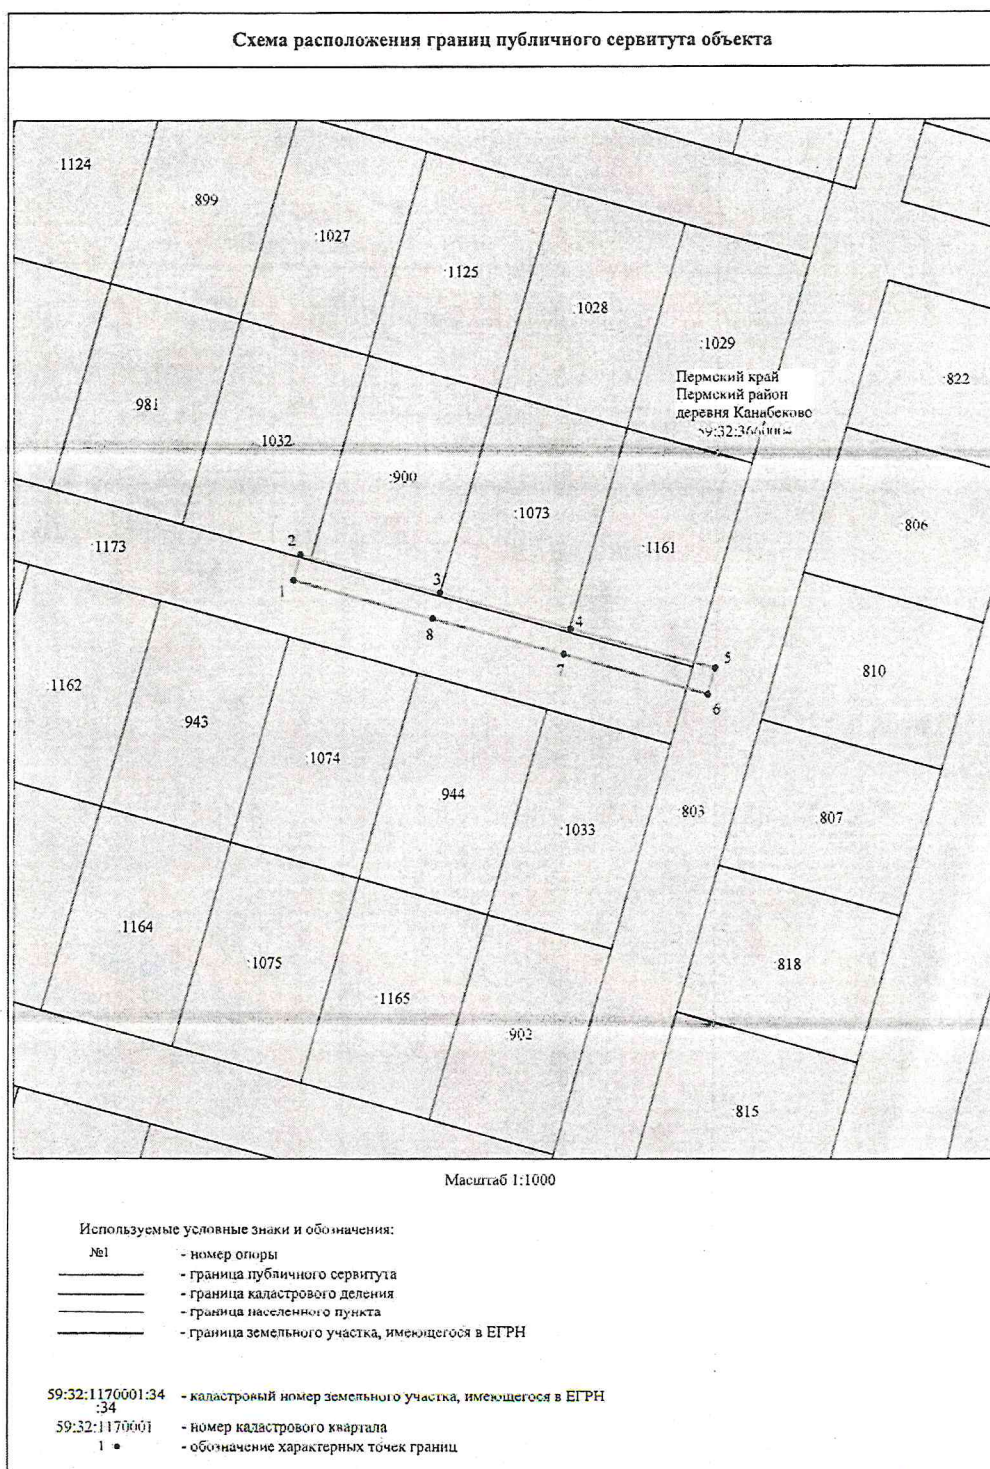 Схема расположения границ публичного сервитута объекта
:1124
:899
:1027
:1125
:1028
:1029
Пермский край
Пермский район
деревня Канабеково
:822
:981
:1032
:900
:1073
:1161
:806
:1173
2
1
3
8
4
7
5
6
:810
:1162
:943
:1074
:944
:1033
:803
:807
:1164
:1075
:1165
:902
:818
:815
Масштаб 1:1000
Используемые условные знаки и обозначения:
№1 - номер опоры
- граница публичного сервитута
- граница кадастрового деления
- граница населенного пункта
- граница земельного участка, имеющегося в ЕГРН
59:32:1170001:34 - кадастровый номер земельного участка, имеющегося в ЕГРН
:34
59:32:1170001 - номер кадастрового квартала
1 - обозначение характерных точек границ